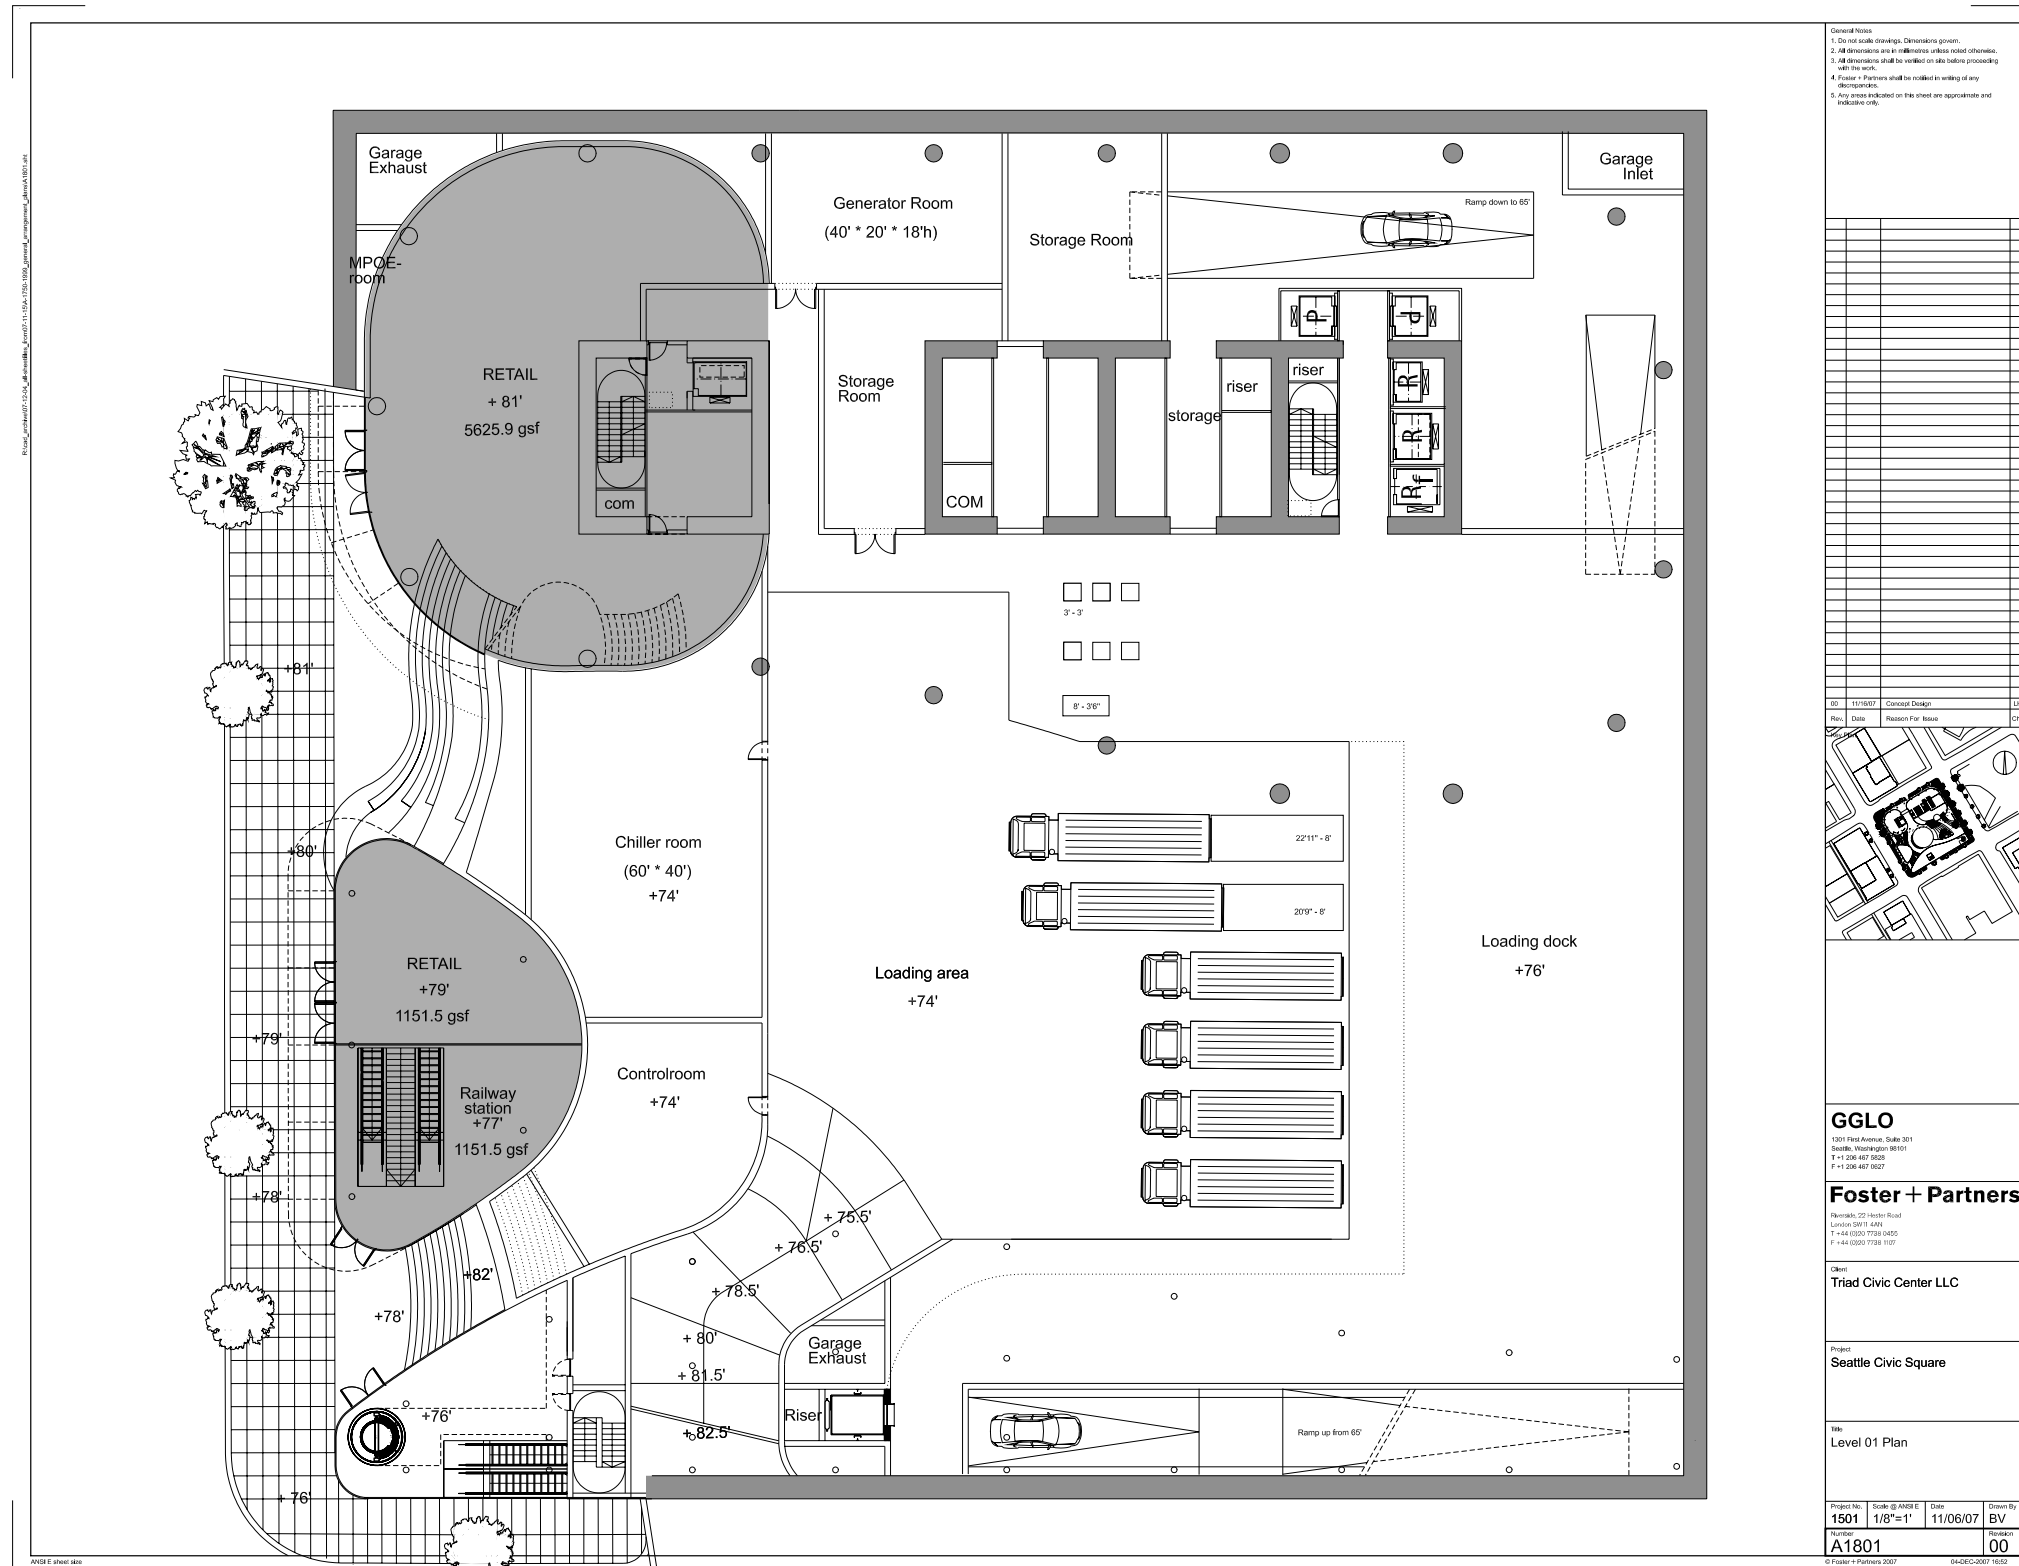 General Notes
1. Do not scale drawings. Dimensions govern.
2. All dimensions are in millimetres unless noted otherwise.
3. All dimensions shall be verified on site before proceeding
with the work.
4. Foster + Partners shall be notified in writing of any
discrepancies.
5. Any areas indicated on this sheet are approximate and
indicative only.
Garage
Exhaust
MPOE-
room
Generator Room
(40' * 20' * 18'h)
Storage Room
Ramp down to 65'
Garage
Inlet
P
d
RETAIL
+ 81'
5625.9 gsf
com
Storage
Room
COM
storage
riser
riser
R
R
Rf
3' - 3'
8' - 3'6"
+81'
+80'
Chiller room
(60' * 40')
+74'
22'11" - 8'
20'9" - 8'
Loading area
+74'
Loading dock
+76'
RETAIL
+79'
1151.5 gsf
+79'
Railway
station
+77'
1151.5 gsf
Controlroom
+74'
+78'
+ 75.5'
+ 76.5'
+82'
+ 78.5'
+78'
+ 80'
Garage
Exhaust
+ 81.5'
+76'
Riser
+ 82.5'
Ramp up from 65'
+ 76'
00 11/16/07 Concept Design
Rev. Date Reason For Issue
Key Plan
GGLO
1301 First Avenue, Suite 301
Seattle, Washington 98101
T +1 206 467 5828
F +1 206 467 0627
Foster + Partners
Riverside, 22 Hester Road
London SW11 4AN
T +44 (0)20 7738 0455
F +44 (0)20 7738 1107
Client
Triad Civic Center LLC
Project
Seattle Civic Square
Title
Level 01 Plan
Project No. Scale @ ANSI E Date Drawn By
1501 1/8"=1' 11/06/07 BV
Number Revision
A1801 00
ANSI E sheet size
© Foster + Partners 2007 04-DEC-2007 16:52